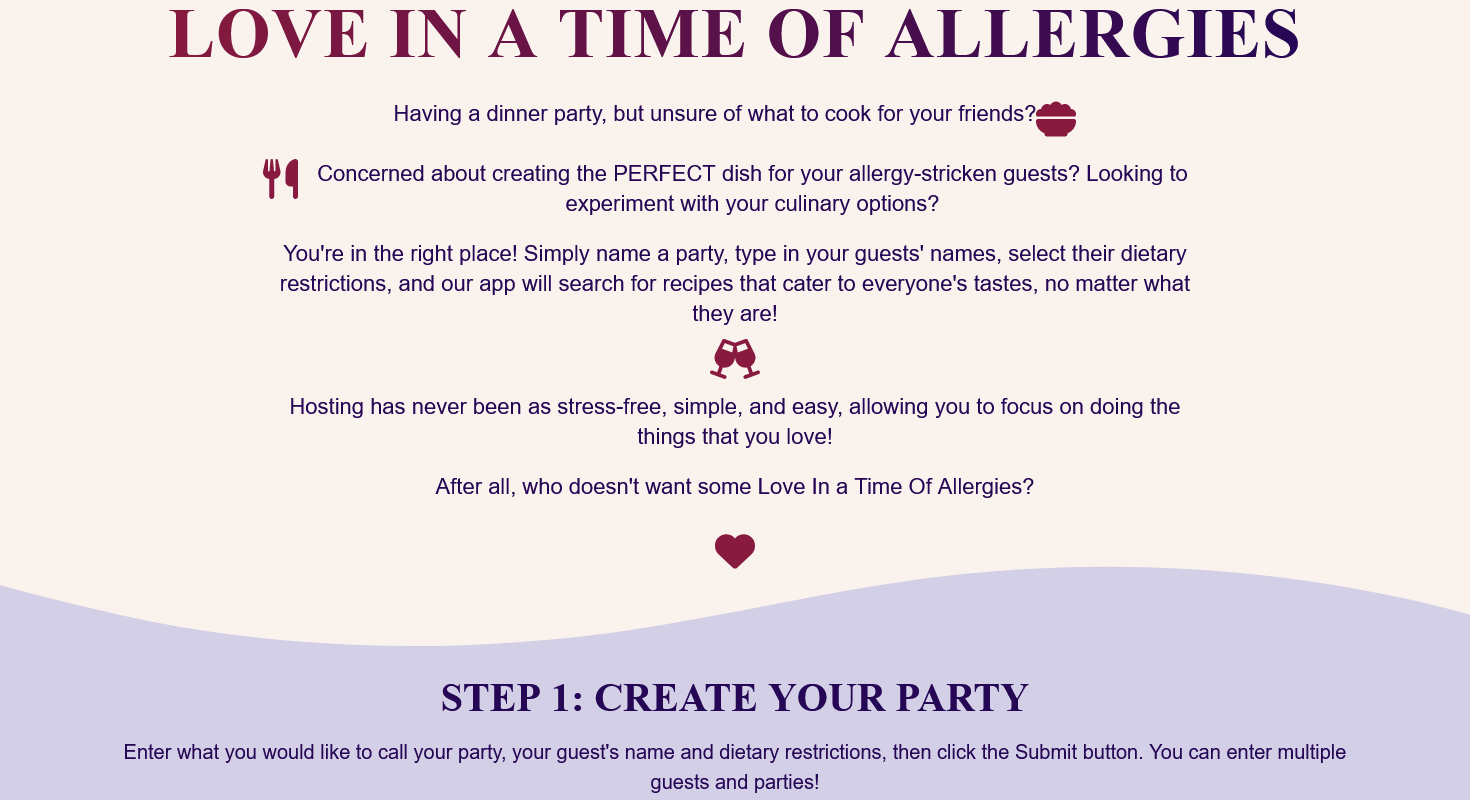 LOVE IN A TIME OF ALLERGIES
Having a dinner party, but unsure of what to cook for your friends?
Concerned about creating the PERFECT dish for your allergy-stricken guests? Looking to
experiment with your culinary options?
You're in the right place! Simply name a party, type in your guests' names, select their dietary
restrictions, and our app will search for recipes that cater to everyone's tastes, no matter what
they are!
Hosting has never been as stress-free, simple, and easy, allowing you to focus on doing the
things that you love!
After all, who doesn't want some Love In a Time Of Allergies?
STEP 1: CREATE YOUR PARTY
Enter what you would like to call your party, your guest's name and dietary restrictions, then click the Submit button. You can enter multiple
guests and parties!